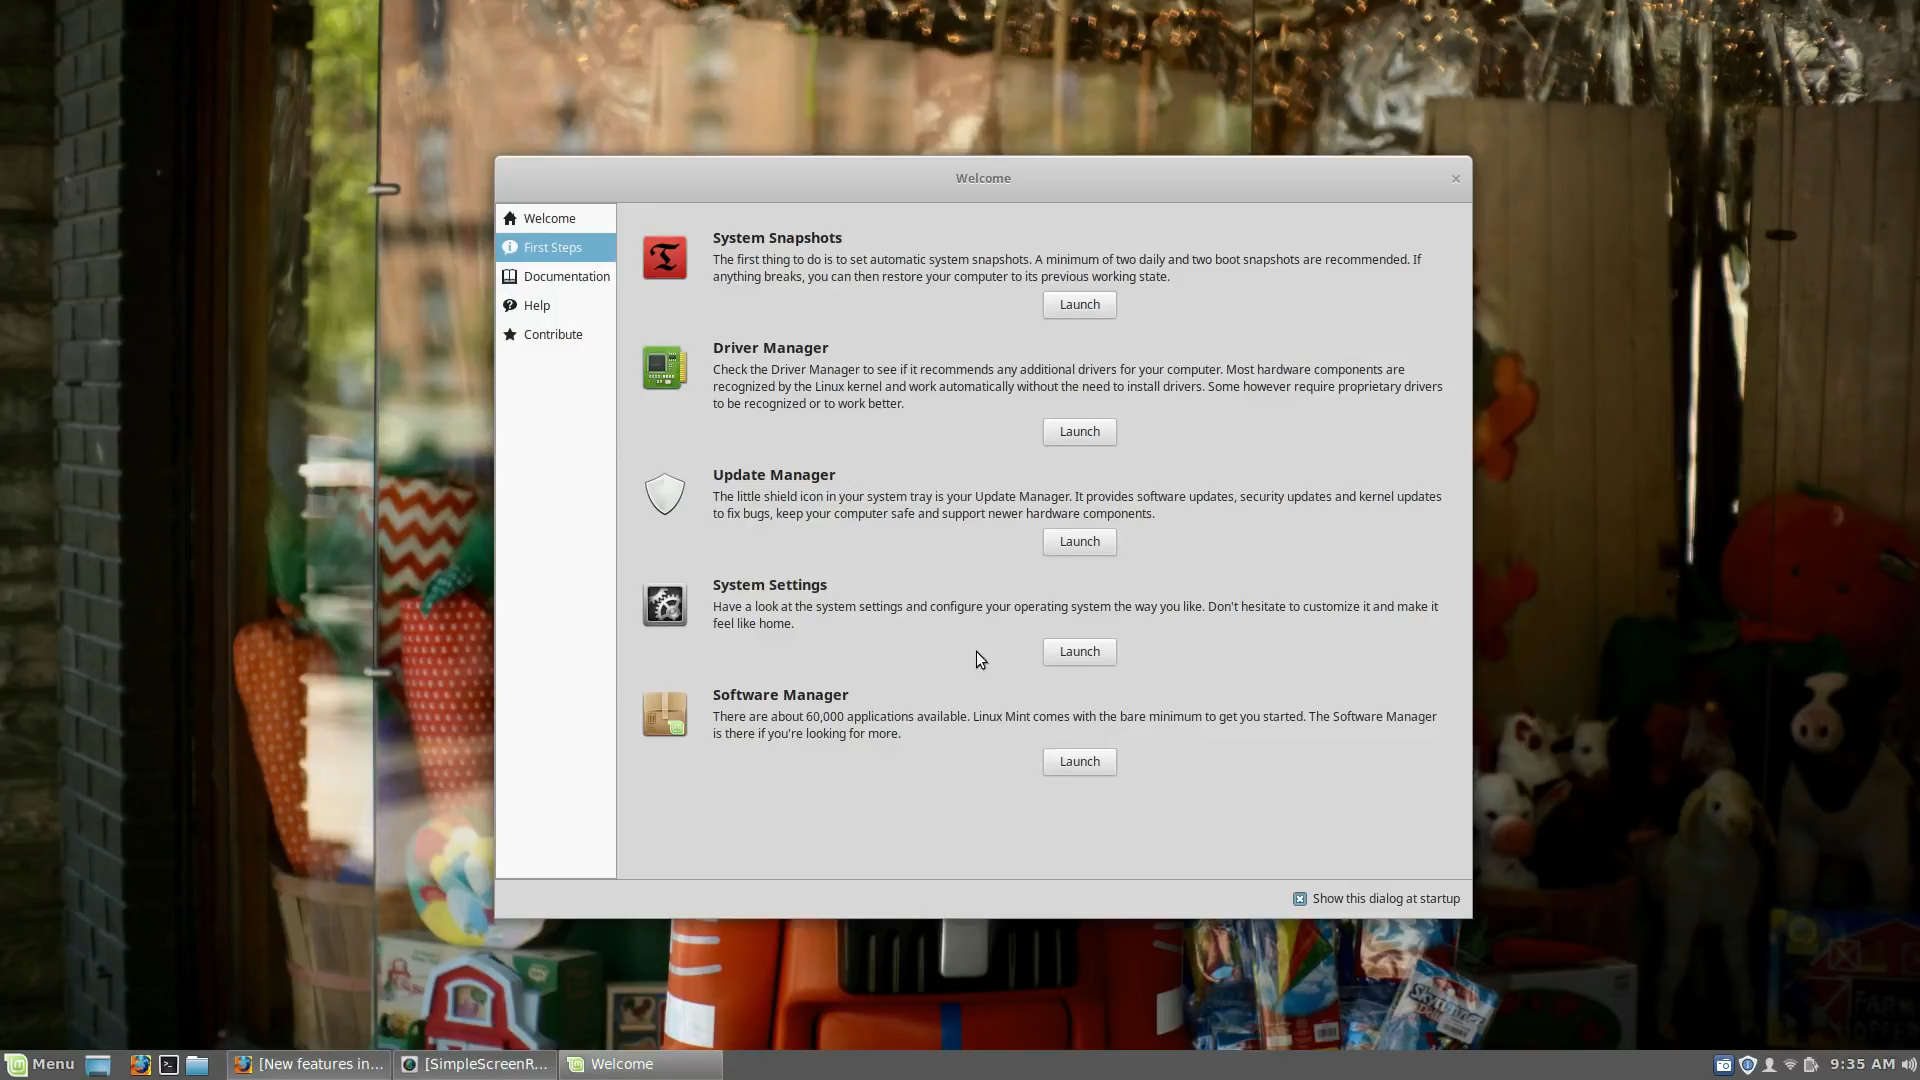 Welcome
Welcome
First Steps
Documentation
Help
Contribute
System Snapshots
The first thing to do is to set automatic system snapshots. A minimum of two daily and two boot snapshots are recommended. If
anything breaks, you can then restore your computer to its previous working state.
Launch
Driver Manager
Check the Driver Manager to see if it recommends any additional drivers for your computer. Most hardware components are
recognized by the Linux kernel and work automatically without the need to install drivers. Some however require proprietary drivers
to be recognized or to work better.
Launch
Update Manager
The little shield icon in your system tray is your Update Manager. It provides software updates, security updates and kernel updates
to fix bugs, keep your computer safe and support newer hardware components.
Launch
System Settings
Have a look at the system settings and configure your operating system the way you like. Don't hesitate to customize it and make it
feel like home.
Launch
Software Manager
There are about 60,000 applications available. Linux Mint comes with the bare minimum to get you started. The Software Manager
is there if you're looking for more.
Launch
Show this dialog at startup
Menu
[New features in...
[SimpleScreenR...
Welcome
9:35 AM